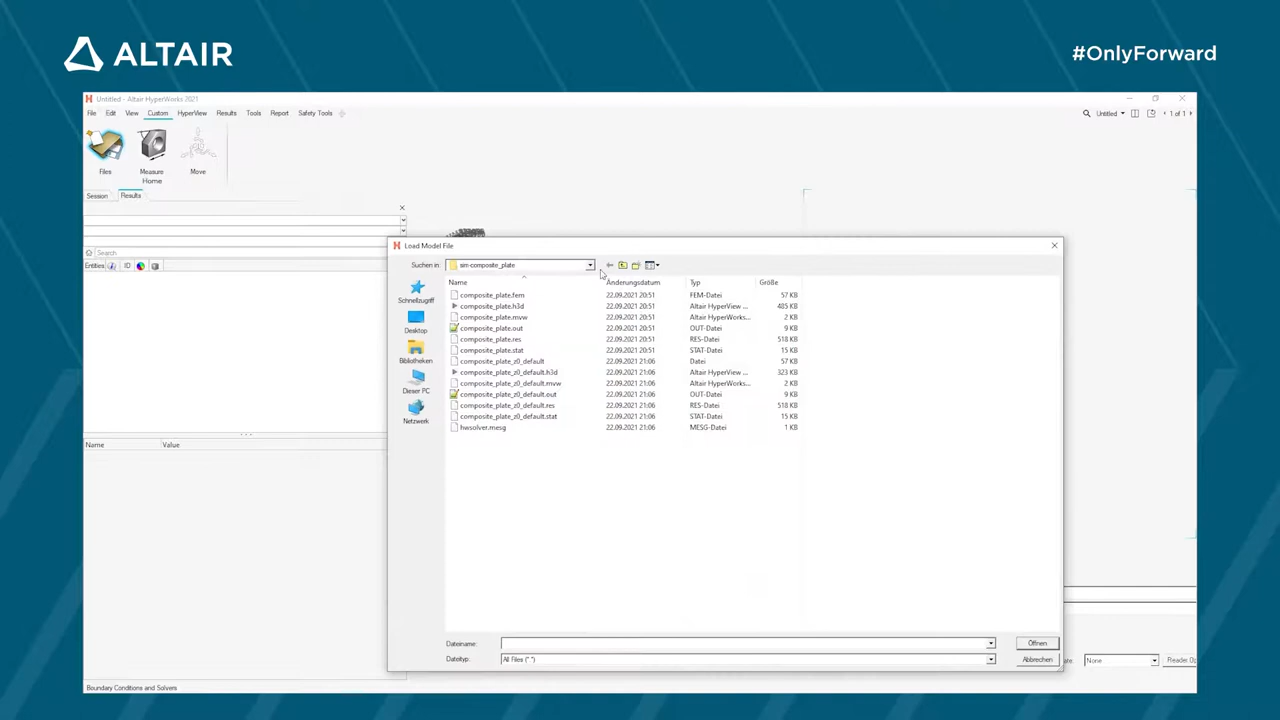 ALTAIR
#OnlyForward
Untitled - Altair HyperWorks 2021
File Edit View Custom HyperView Results Tools Report Safety Tools
Untitled 1 of 1
Files Measure Move
Home
Session Results
Search
Entities ID
Name Value
Boundary Conditions and Solvers
Load Model File
Suchen in: sim-composite_plate
Name Änderungsdatum Typ Größe
composite_plate.fem 22.09.2021 20:51 FEM-Datei 57 KB
composite_plate.h3d 22.09.2021 20:51 Altair HyperView ... 485 KB
composite_plate.mvw 22.09.2021 20:51 Altair HyperWorks... 2 KB
composite_plate.out 22.09.2021 20:51 OUT-Datei 9 KB
composite_plate.res 22.09.2021 20:51 RES-Datei 518 KB
composite_plate.stat 22.09.2021 20:51 STAT-Datei 15 KB
composite_plate_z0_default 22.09.2021 21:06 Datei 57 KB
composite_plate_z0_default.h3d 22.09.2021 21:06 Altair HyperView ... 323 KB
composite_plate_z0_default.mvw 22.09.2021 21:06 Altair HyperWorks... 2 KB
composite_plate_z0_default.out 22.09.2021 21:06 OUT-Datei 9 KB
composite_plate_z0_default.res 22.09.2021 21:06 RES-Datei 518 KB
composite_plate_z0_default.stat 22.09.2021 21:06 STAT-Datei 15 KB
hwsolver.mesg 22.09.2021 21:06 MESG-Datei 1 KB
Schnellzugriff
Desktop
Bibliotheken
Dieser PC
Netzwerk
Dateiname: Öffnen
Dateityp: All Files (*.*) Abbrechen
None Reader Op